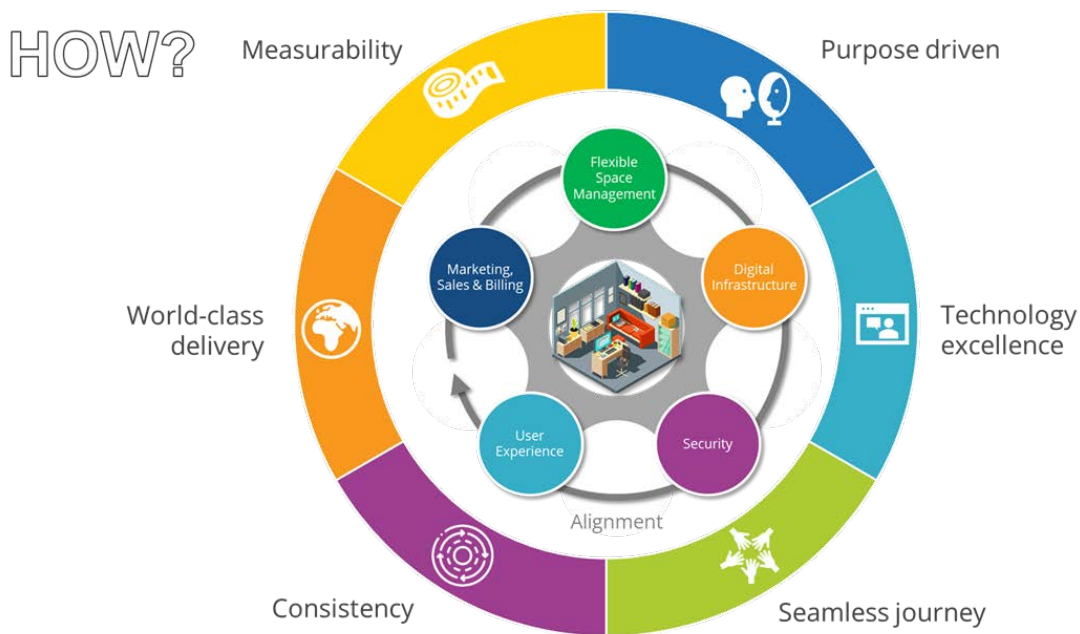 HOW?
Measurability
Purpose driven
Flexible
Space
Management
Marketing,
Sales & Billing
Digital
Infrastructure
World-class
delivery
Technology
excellence
User
Experience
Security
Alignment
Consistency
Seamless journey